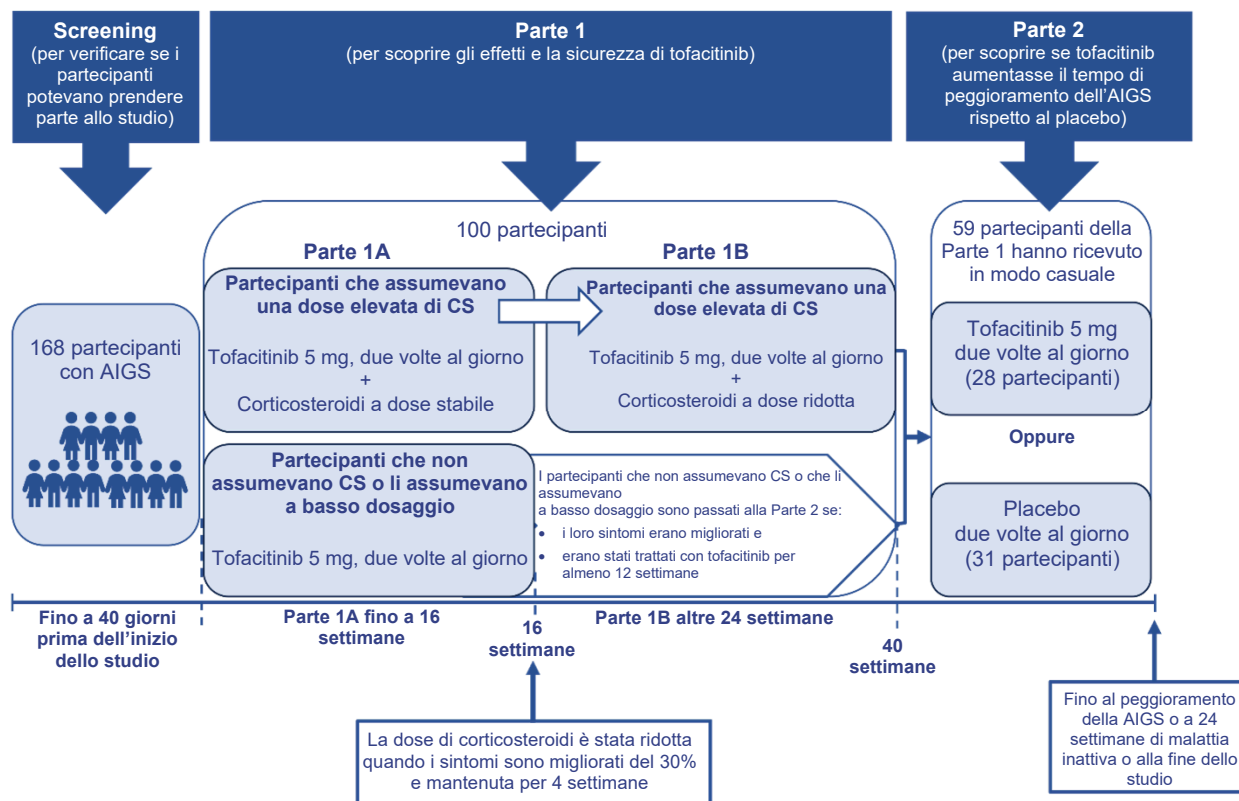 Screening
(per verificare se i
partecipanti
potevano prendere
parte allo studio)
Parte 1
(per scoprire gli effetti e la sicurezza di tofacitinib)
Parte 2
(per scoprire se tofacitinib
aumentasse il tempo di
peggioramento dell'AIGS
rispetto al placebo)
168 partecipanti
con AIGS
100 partecipanti
Parte 1A
Partecipanti che assumevano
una dose elevata di CS
Tofacitinib 5 mg, due volte al giorno
+
Corticosteroidi a dose stabile
Parte 1B
Partecipanti che assumevano una
dose elevata di CS
Tofacitinib 5 mg, due volte al giorno
+
Corticosteroidi a dose ridotta
Partecipanti che non
assumevano CS o li assumevano
a basso dosaggio
Tofacitinib 5 mg, due volte al giorno
I partecipanti che non assumevano CS o che li
assumevano
a basso dosaggio sono passati alla Parte 2 se:
• i loro sintomi erano migliorati e
• erano stati trattati con tofacitinib per
almeno 12 settimane
59 partecipanti della
Parte 1 hanno ricevuto
in modo casuale
Tofacitinib 5 mg
due volte al giorno
(28 partecipanti)
Oppure
Placebo
due volte al giorno
(31 partecipanti)
Fino a 40 giorni
prima dell'inizio
dello studio
Parte 1A fino a 16
settimane
16
settimane
Parte 1B altre 24 settimane
40
settimane
La dose di corticosteroidi è stata ridotta
quando i sintomi sono migliorati del 30%
e mantenuta per 4 settimane
Fino al peggioramento
della AIGS o a 24
settimane di malattia
inattiva o alla fine dello
studio